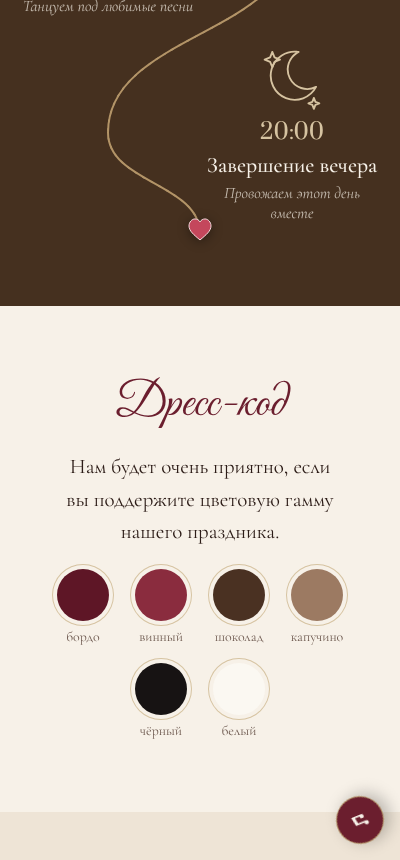 Танцуем под любимые песни
20:00
Завершение вечера
Провожаем этот день
вместе
Дресс-код
Нам будет очень приятно, если
вы поддержите цветовую гамму
нашего праздника.
бордо
винный
шоколад
капучино
чёрный
белый